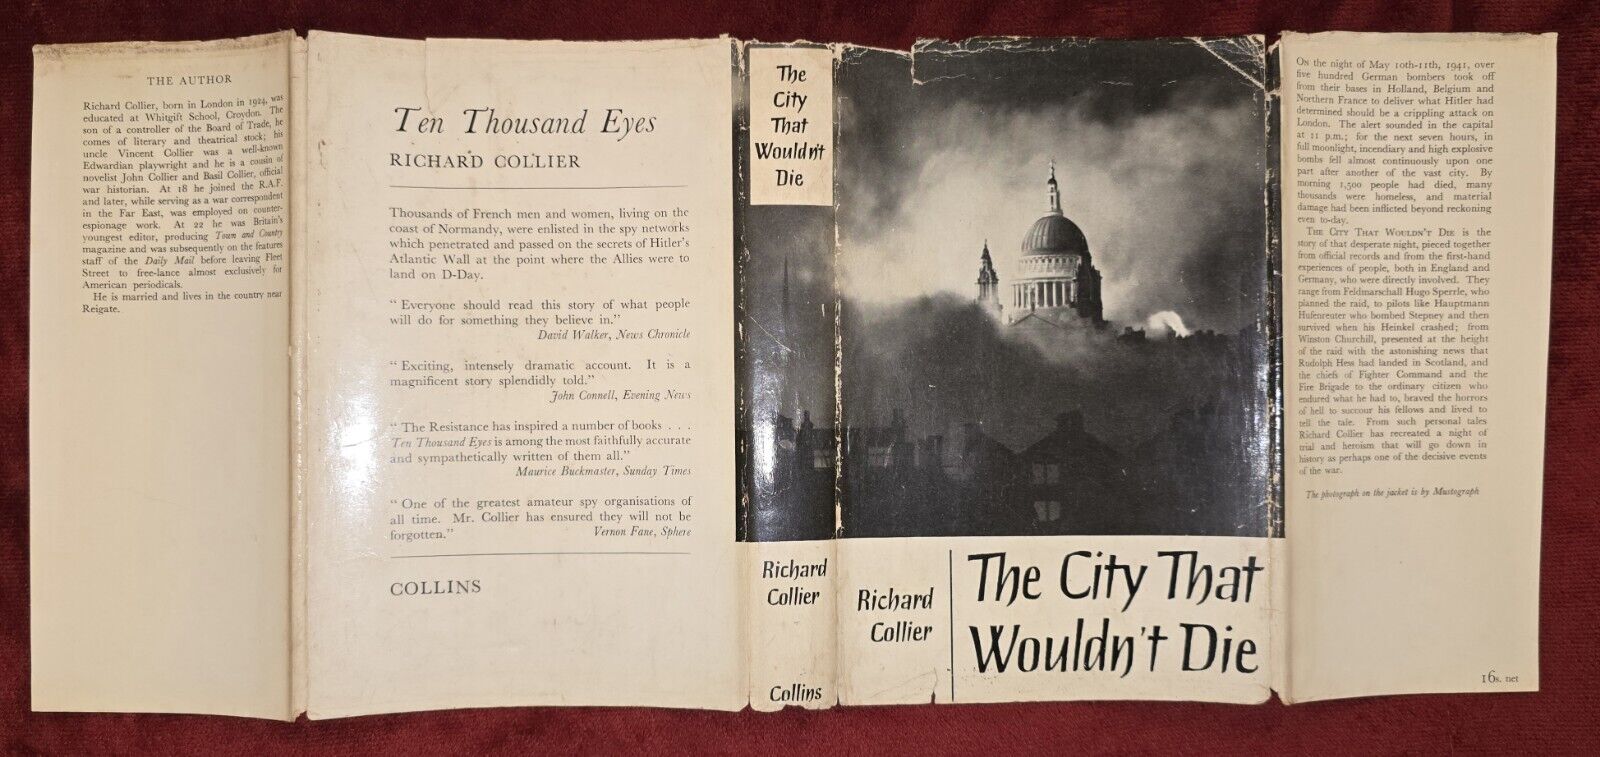 THE AUTHOR
Richard Collier, born in London in 1924, was
educated at Whitgift School, Croydon. The
son of a controller of the Board of Trade, he
comes of literary and theatrical stock; his
uncle Vincent Collier was a well-known
Edwardian playwright and he is a cousin of
novelist John Collier and Basil Collier, official
war historian. At 18 he joined the R.A.F.
and later, while serving as a war correspondent
in the Far East, was employed on counter-
espionage work. At 22 he was Britain's
youngest editor, producing Town and Country
magazine and was subsequently on the features
staff of the Daily Mail before leaving Fleet
Street to free-lance almost exclusively for
American periodicals.
He is married and lives in the country near
Reigate.
Ten Thousand Eyes
RICHARD COLLIER
Thousands of French men and women, living on the
coast of Normandy, were enlisted in the spy networks
which penetrated and passed on the secrets of Hitler's
Atlantic Wall at the point where the Allies were to
land on D-Day.
"Everyone should read this story of what people
will do for something they believe in."
David Walker, News Chronicle
"Exciting, intensely dramatic account. It is a
magnificent story splendidly told."
John Connell, Evening News
"The Resistance has inspired a number of books . . .
Ten Thousand Eyes is among the most faithfully accurate
and sympathetically written of them all."
Maurice Buckmaster, Sunday Times
"One of the greatest amateur spy organisations of
all time. Mr. Collier has ensured they will not be
forgotten."
Vernon Fane, Sphere
COLLINS
The
City
That
Wouldn't
Die
Richard
Collier
Collins
Richard
Collier
The City That
Wouldn't Die
ON the night of May 10th-11th, 1941, over
five hundred German bombers took off
from their bases in Holland, Belgium and
Northern France to deliver what Hitler had
determined should be a crippling attack on
London. The alert sounded in the capital
at 11 p.m.; for the next seven hours, in
full moonlight, incendiary and high explosive
bombs fell almost continuously upon one
part after another of the vast city. By
morning 1,500 people had died, many
thousands were homeless, and material
damage had been inflicted beyond reckoning
even to-day.
THE CITY THAT WOULDN'T DIE is the
story of that desperate night, pieced together
from official records and from the first-hand
experiences of people, both in England and
Germany, who were directly involved. They
range from Feldmarschall Hugo Sperrle, who
planned the raid, to pilots like Hauptmann
Hufenreuter who bombed Stepney and then
survived when his Heinkel crashed; from
Winston Churchill, presented at the height
of the raid with the astonishing news that
Rudolph Hess had landed in Scotland, and
the chiefs of Fighter Command and the
Fire Brigade to the ordinary citizen who
endured what he had to, braved the horrors
of hell to succour his fellows and lived to
tell the tale. From such personal tales
Richard Collier has recreated a night of
trial and heroism that will go down in
history as perhaps one of the decisive events
of the war.
The photograph on the jacket is by Mustograph
16s. net